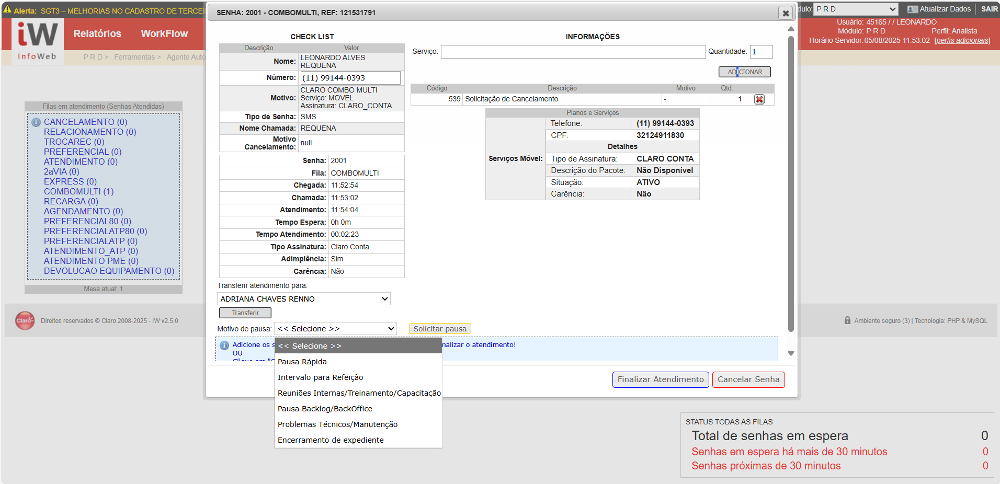 Alerta: SGT3 – MELHORIAS NO CADASTRO DE TERCEI
dulo: P R D
Atualizar Dados
SAIR
iW
InfoWeb
Relatórios
WorkFlow
Usuário: 45165 / / LEONARDO
Módulo: P R D
Perfil: Analista
Horário Servidor: 05/08/2025 11:53:02 [perfis adicionais]
P R D >
Ferramentas >
Agente Auto
Filas em atendimento (Senhas Atendidas)
CANCELAMENTO (0)
RELACIONAMENTO (0)
TROCAREC (0)
PREFERENCIAL (0)
ATENDIMENTO (0)
2aVIA (0)
EXPRESS (0)
COMBOMULTI (1)
RECARGA (0)
AGENDAMENTO (0)
PREFERENCIAL80 (0)
PREFERENCIALATP80 (0)
PREFERENCIALATP (0)
ATENDIMENTO_ATP (0)
ATENDIMENTO PME (0)
DEVOLUCAO EQUIPAMENTO (0)
Mesa atual: 1
SENHA: 2001 - COMBOMULTI, REF: 121531791
CHECK LIST
Descrição Valor
Nome: LEONARDO ALVES
REQUENA
Número: (11) 99144-0393
Motivo: CLARO COMBO MULTI
Serviço: MOVEL
Assinatura: CLARO_CONTA
Tipo de Senha: SMS
Nome Chamada: REQUENA
Motivo
Cancelamento: null
Senha: 2001
Fila: COMBOMULTI
Chegada: 11:52:54
Chamada: 11:53:02
Atendimento: 11:54:04
Tempo Espera: 0h 0m
Tempo Atendimento: 00:02:23
Tipo Assinatura: Claro Conta
Adimplência: Sim
Carência: Não
Transferir atendimento para:
ADRIANA CHAVES RENNO
Transferir
Motivo de pausa: << Selecione >>
Solicitar pausa
<< Selecione >>
Pausa Rápida
Intervalo para Refeição
Reuniões Internas/Treinamento/Capacitação
Pausa Backlog/BackOffice
Problemas Técnicos/Manutenção
Encerramento de expediente
Adicione os s
nalizar o atendimento!
OU
INFORMAÇÕES
Serviço:
Quantidade: 1
ADICIONAR
Código Descrição Motivo Qtd.
539 Solicitação de Cancelamento - 1
Planos e Serviços
Serviços Móvel:
Telefone: (11) 99144-0393
CPF: 32124911830
Detalhes
Tipo de Assinatura: CLARO CONTA
Descrição do Pacote: Não Disponível
Situação: ATIVO
Carência: Não
Finalizar Atendimento
Cancelar Senha
Claro
Direitos reservados © Claro 2008-2025 - IW v2.5.0
Ambiente seguro (3) | Tecnologia: PHP & MySQL
STATUS TODAS AS FILAS
Total de senhas em espera 0
Senhas em espera há mais de 30 minutos 0
Senhas próximas de 30 minutos 0